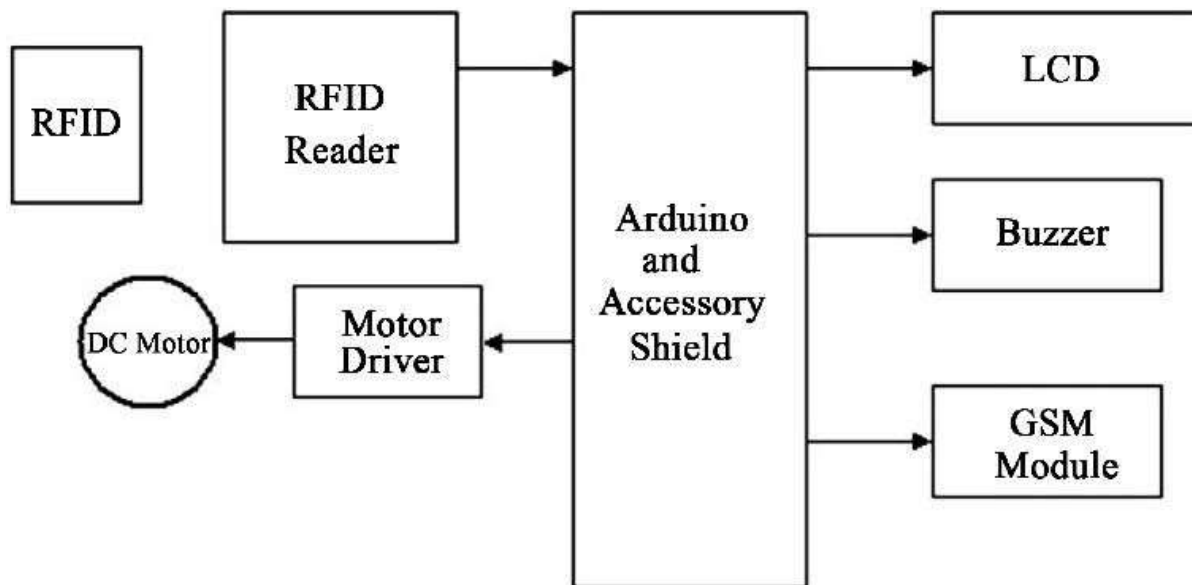 RFID
RFID
Reader
LCD
Arduino
and
Accessory
Shield
Buzzer
DC Motor
Motor
Driver
GSM
Module